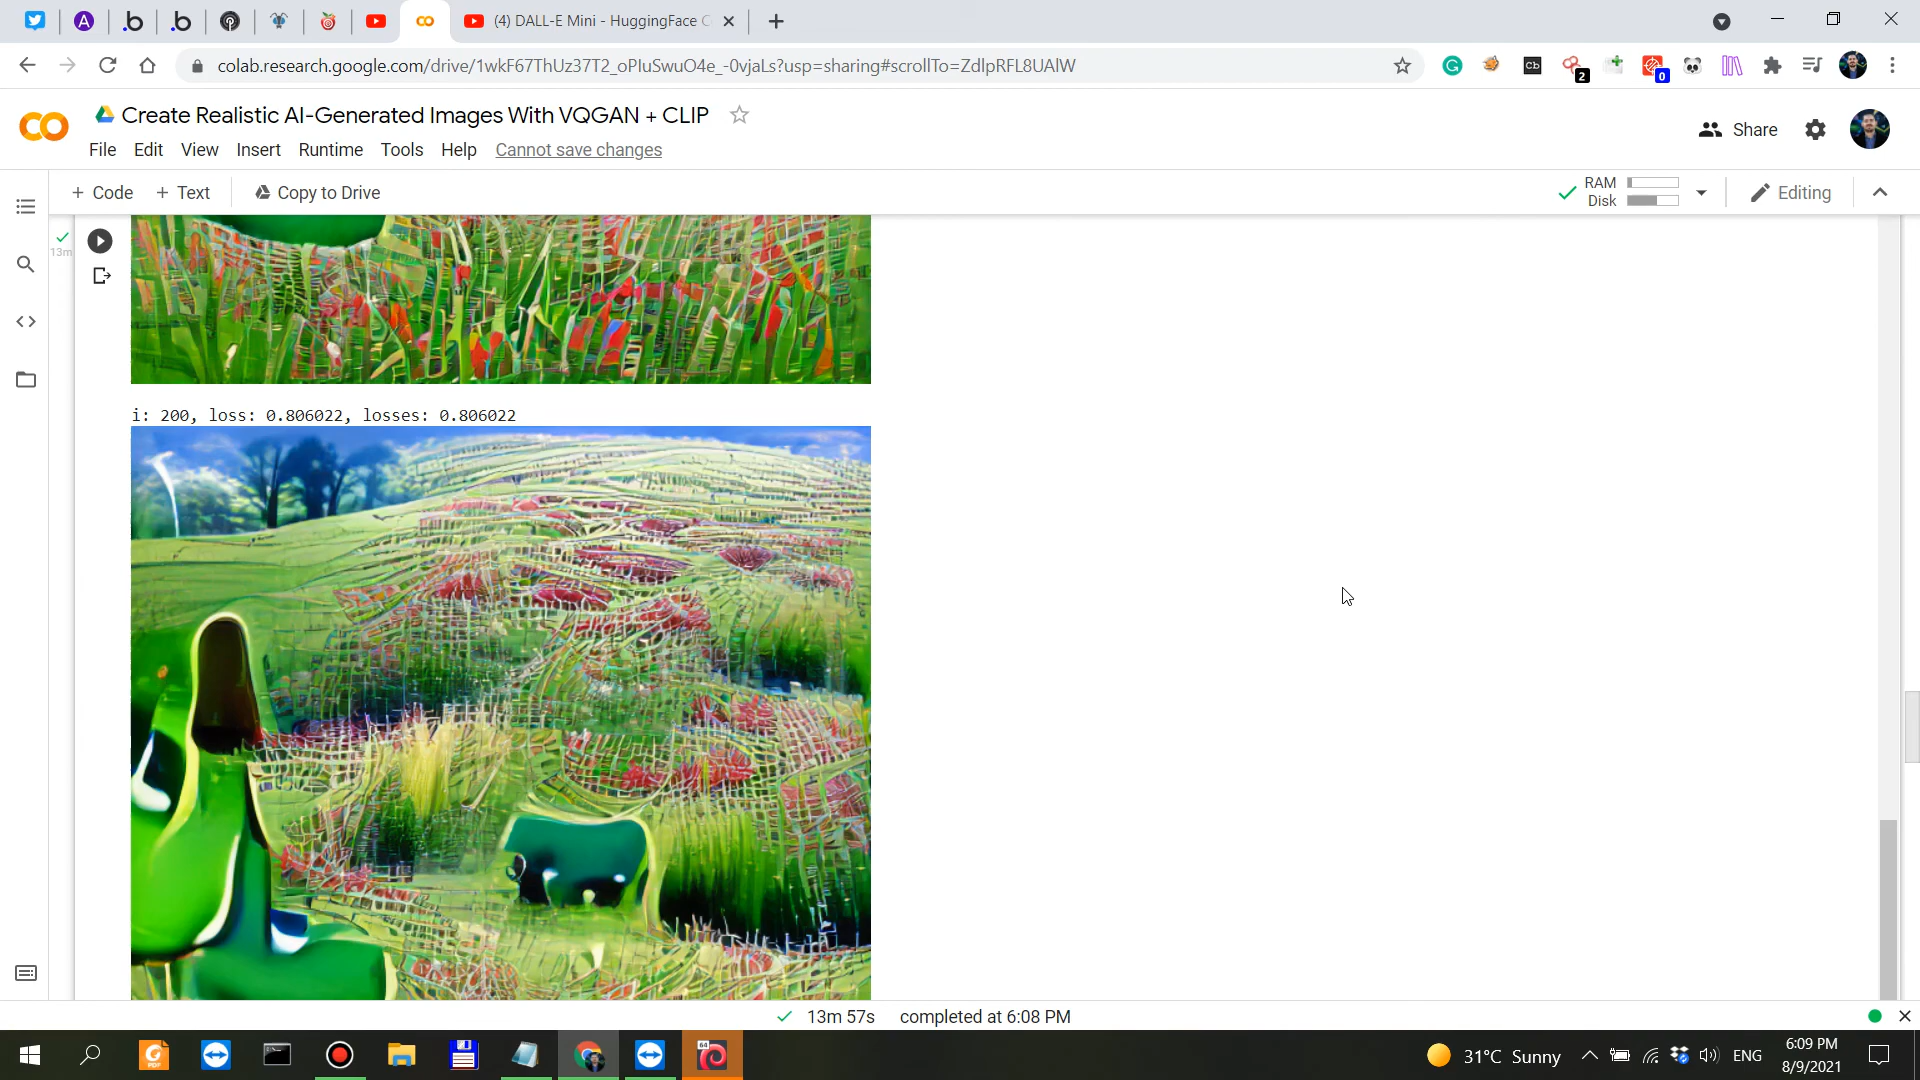 (4) DALL-E Mini - HuggingFace C
colab.research.google.com/drive/1wkF67ThUz37T2_oPIuSwuO4e_-0vjaLs?usp=sharing#scrollTo=ZdlpRFL8UAlW
2
0
Create Realistic AI-Generated Images With VQGAN + CLIP
Share
File Edit View Insert Runtime Tools Help Cannot save changes
+ Code + Text Copy to Drive
RAM
Disk
Editing
13m
i: 200, loss: 0.806022, losses: 0.806022
13m 57s completed at 6:08 PM
31°C Sunny
ENG
6:09 PM
8/9/2021